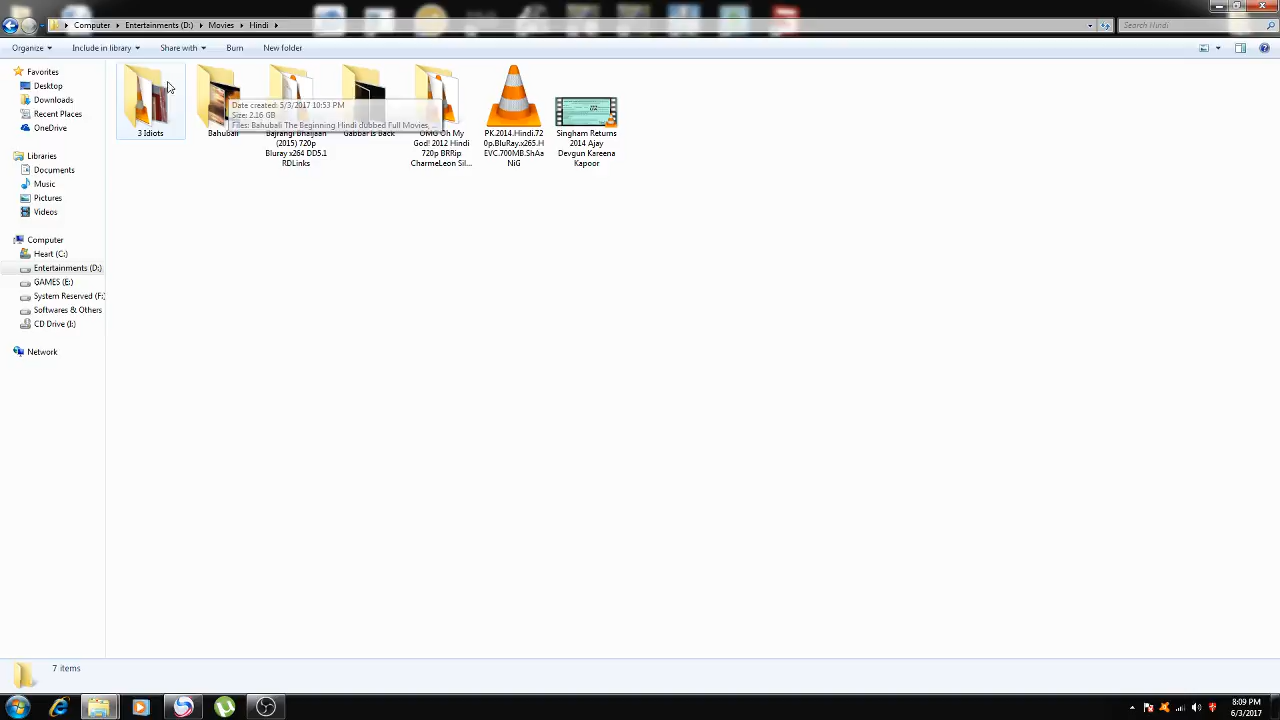 Computer Entertainments (D:) Movies Hindi
Search Hindi
Organize Include in library Share with Burn New folder
Favorites
Desktop
Downloads
Recent Places
OneDrive
Libraries
Documents
Music
Pictures
Videos
Computer
Heart (C:)
Entertainments (D:)
GAMES (E:)
System Reserved (F:
Softwares & Others
CD Drive (I:)
Network
3 Idiots
Bahubali
Bajrangi Bhaijaan
(2015) 720p
Bluray x264 DD5.1
RDLinks
Gabbar Is Back
OMG Oh My
God! 2012 Hindi
720p BRRip
CharmeLeon Sil...
PK.2014.Hindi.72
0p.BluRay.x265.H
EVC.700MB.ShAa
NiG
Singham Returns
2014 Ajay
Devgun Kareena
Kapoor
Date created: 5/3/2017 10:53 PM
Size: 2.16 GB
Files: Bahubali The Beginning Hindi dubbed Full Movies, ...
7 items
8:09 PM
6/3/2017